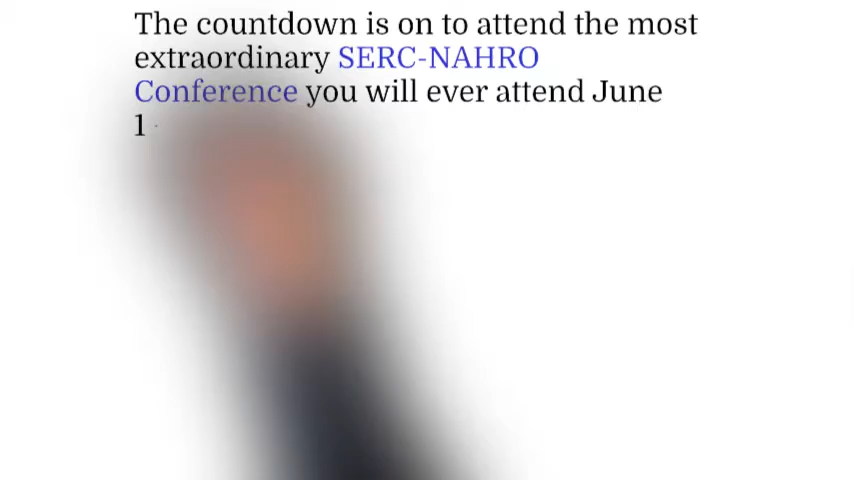 The countdown is on to attend the most
extraordinary SERC-NAHRO
Conference you will ever attend June
1